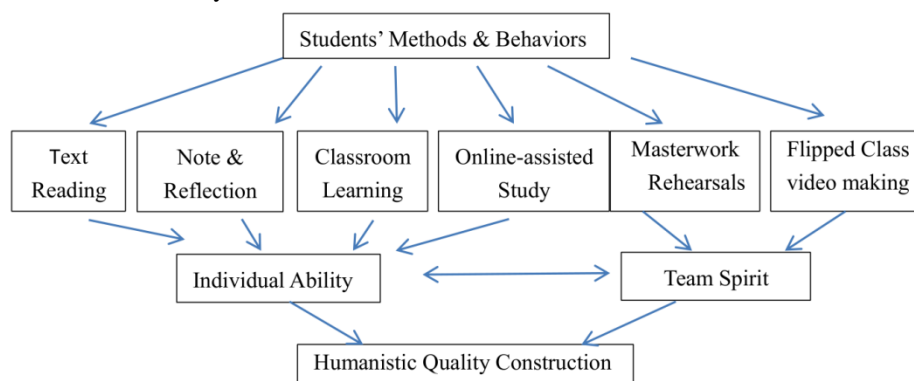 Students’ Methods & Behaviors
Text
Reading
Note &
Reflection
Classroom
Learning
Online-assisted
Study
Masterwork
Rehearsals
Flipped Class
video making
Individual Ability
Team Spirit
Humanistic Quality Construction